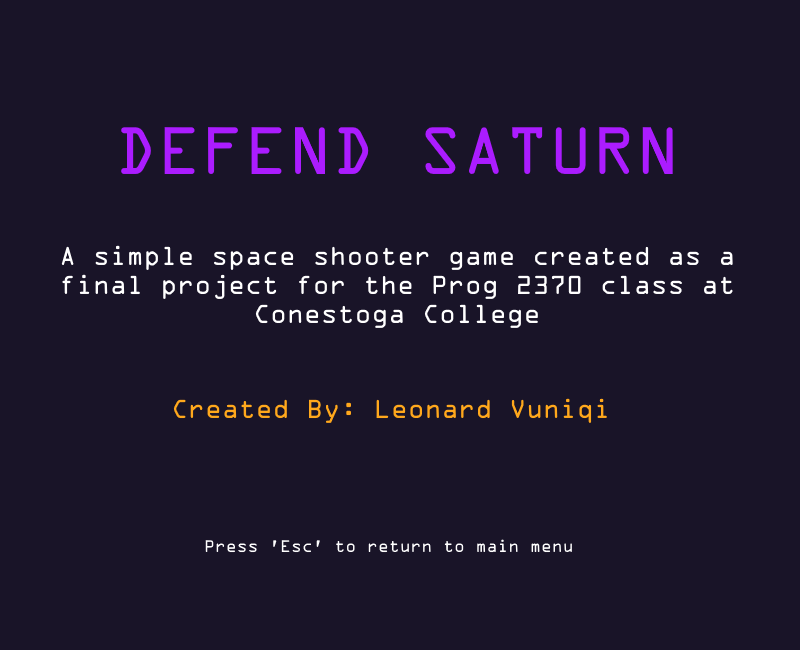 DEFEND SATURN
A simple space shooter game created as a
final project for the Prog 2370 class at
Conestoga College
Created By: Leonard Vuniqi
Press 'Esc' to return to main menu